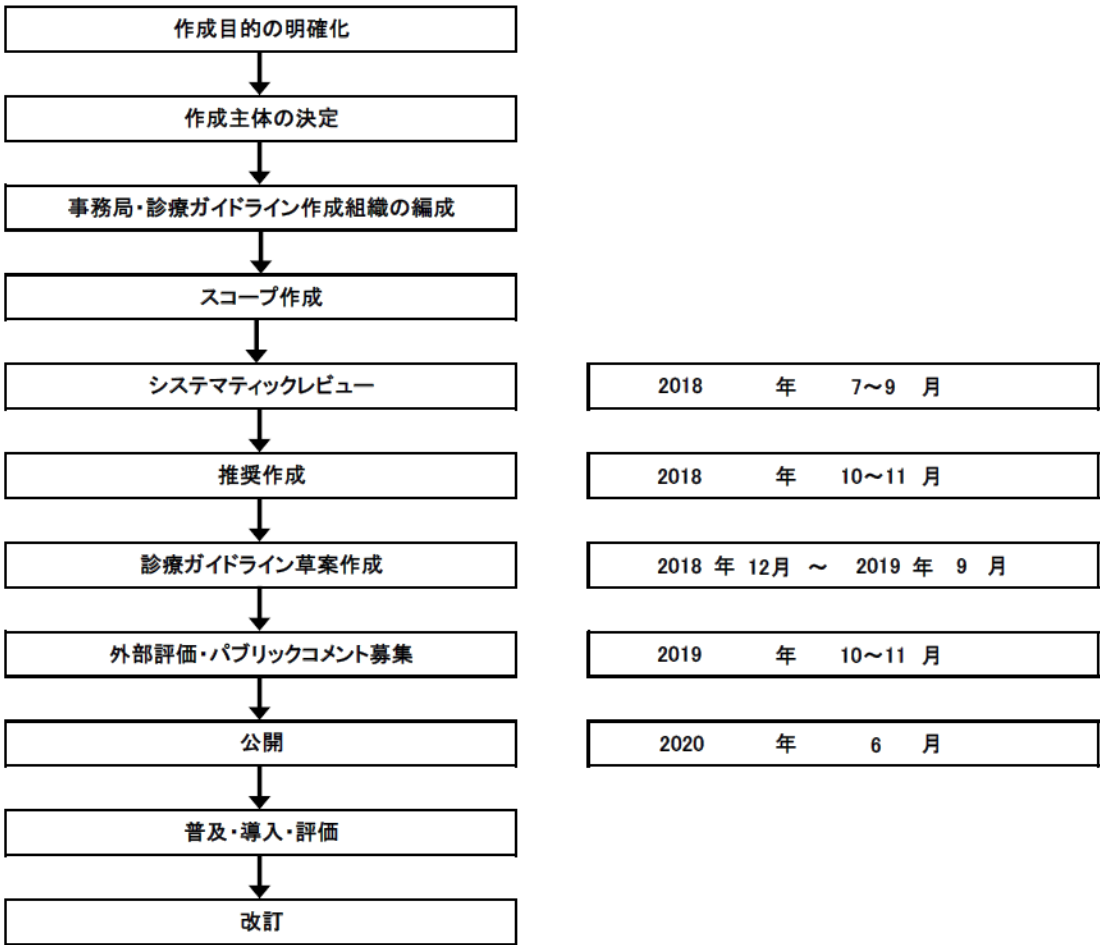 作成目的の明確化
作成主体の決定
事務局・診療ガイドライン作成組織の編成
スコープ作成
システマティックレビュー 2018 年 7～9 月
推奨作成 2018 年 10～11 月
診療ガイドライン草案作成 2018 年 12月 ～ 2019 年 9 月
外部評価・パブリックコメント募集 2019 年 10～11 月
公開 2020 年 6 月
普及・導入・評価
改訂